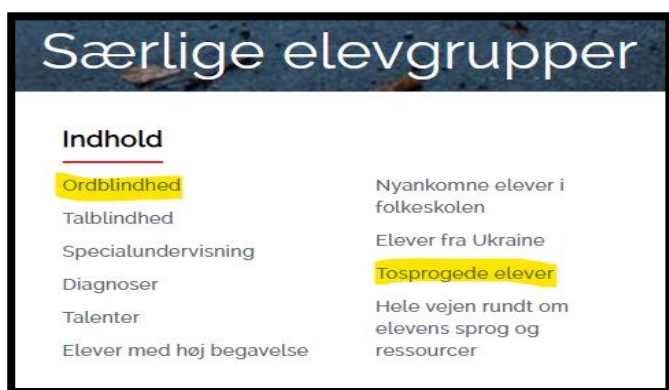 Særlige elevgrupper
Indhold
Ordblindhed
Talblindhed
Specialundervisning
Diagnoser
Talenter
Elever med høj begavelse
Nyankomne elever i
folkeskolen
Elever fra Ukraine
Tosprogede elever
Hele vejen rundt om
elevens sprog og
ressourcer